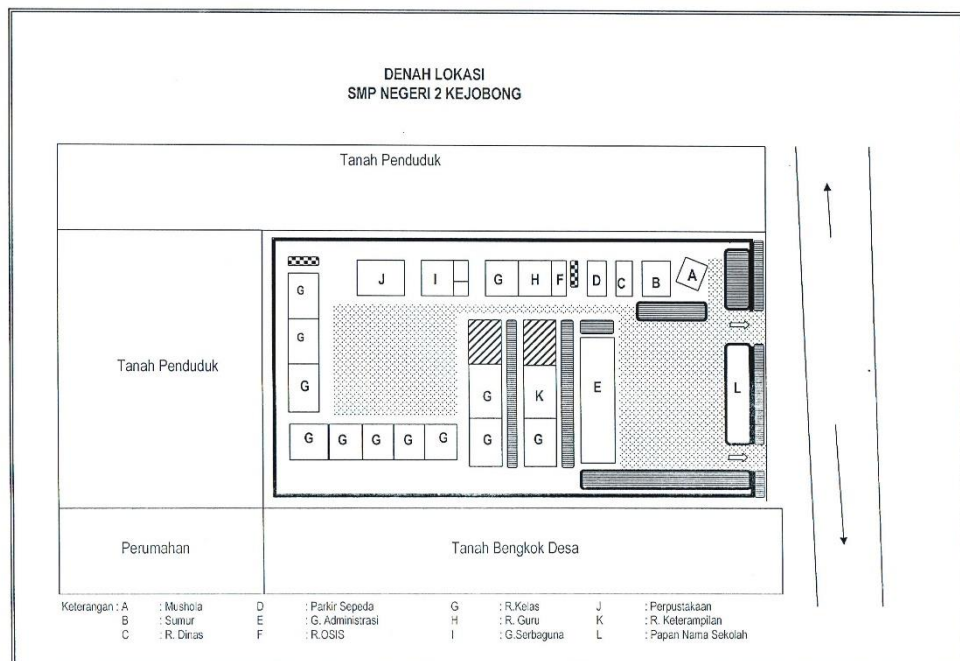 DENAH LOKASI
SMP NEGERI 2 KEJOBONG
Tanah Penduduk
Tanah Penduduk
J I G H F D C B A
G
G
G
G K E L
G G G G G G G
Perumahan
Tanah Bengkok Desa
Keterangan : A : Mushola D : Parkir Sepeda G : R.Kelas J : Perpustakaan
B : Sumur E : G. Administrasi H : R. Guru K : R. Keterampilan
C : R. Dinas F : R.OSIS I : G.Serbaguna L : Papan Nama Sekolah